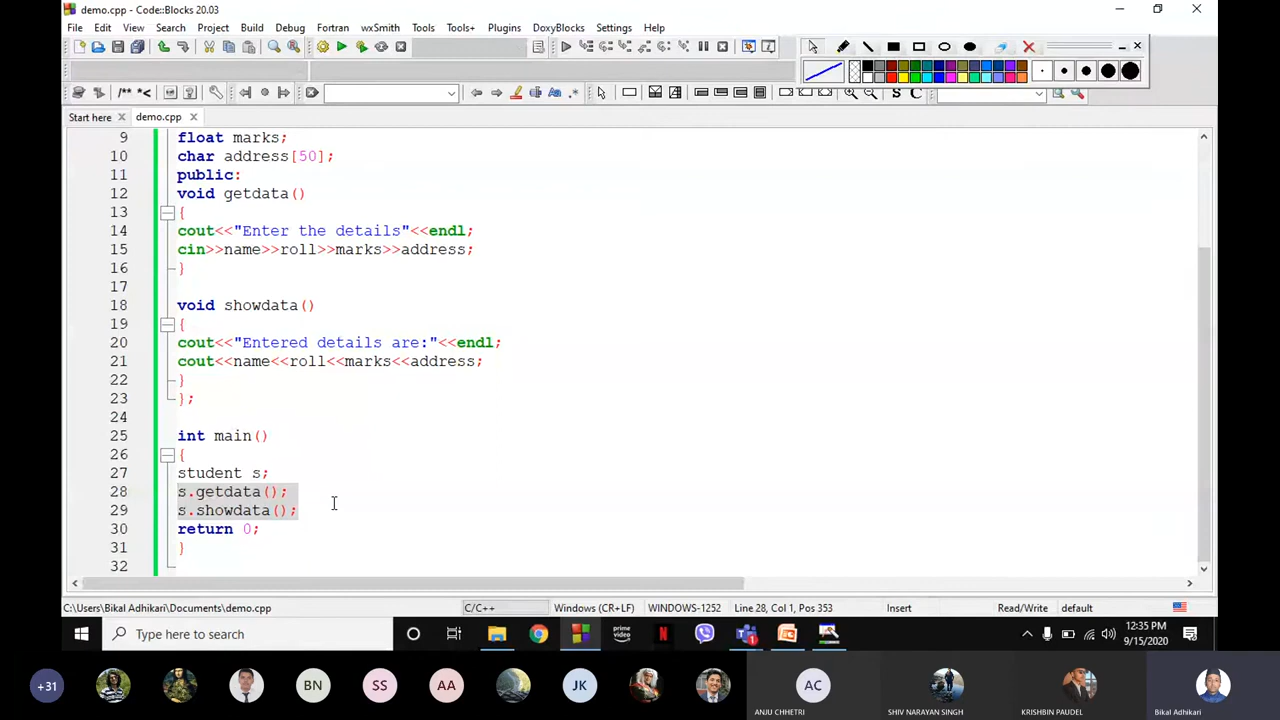 demo.cpp - Code::Blocks 20.03
File Edit View Search Project Build Debug Fortran wxSmith Tools Tools+ Plugins DoxyBlocks Settings Help
/** *<
S C
Start here
demo.cpp
9 float marks;
10 char address[50];
11 public:
12 void getdata()
13 {
14 cout<<"Enter the details"<<endl;
15 cin>>name>>roll>>marks>>address;
16 }
17
18 void showdata()
19 {
20 cout<<"Entered details are:"<<endl;
21 cout<<name<<roll<<marks<<address;
22 }
23 };
24
25 int main()
26 {
27 student s;
28 s.getdata();
29 s.showdata();
30 return 0;
31 }
32
C:\Users\Bikal Adhikari\Documents\demo.cpp C/C++ Windows (CR+LF) WINDOWS-1252 Line 28, Col 1, Pos 353 Insert Read/Write default
Type here to search
prime video
N
1
12:35 PM
9/15/2020
+31 BN SS AA JK AC
ANJU CHHETRI SHIV NARAYAN SINGH KRISHBIN PAUDEL Bikal Adhikari